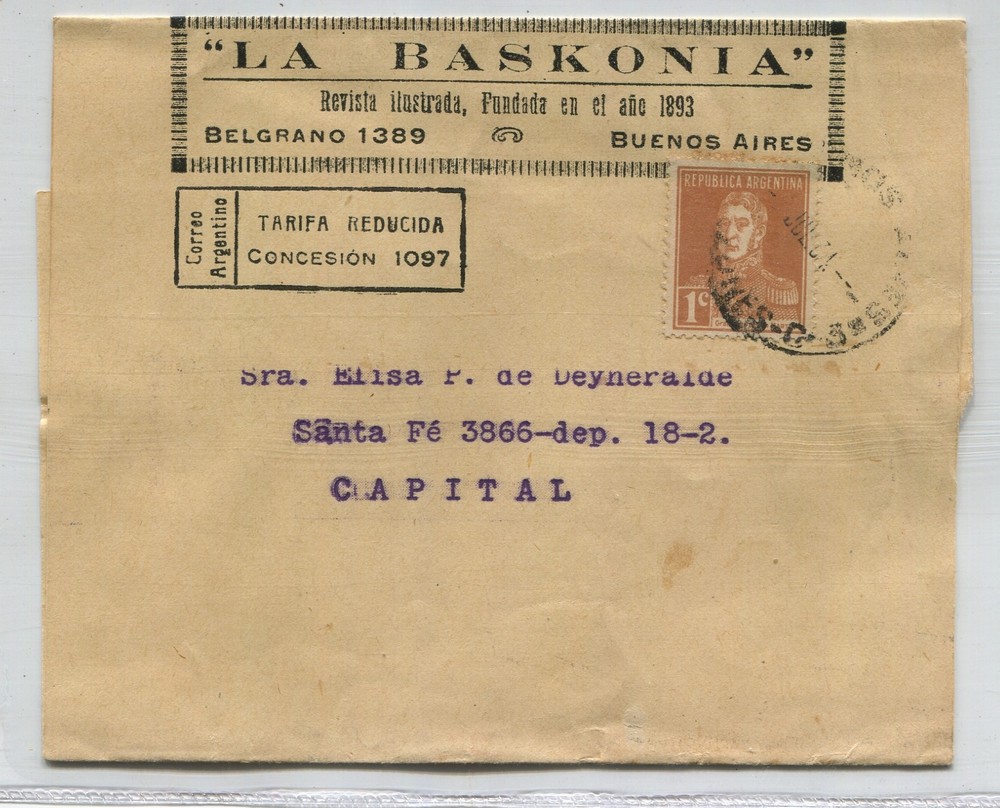 “LA BASKONIA”
Revista ilustrada, Fundada en el año 1893
BELGRANO 1389 BUENOS AIRES
Correo Argentino
TARIFA REDUCIDA
CONCESIÓN 1097
REPUBLICA ARGENTINA
1c
Sra. Elisa P. de Deyheralde
Santa Fé 3866-dep. 18-2.
CAPITAL